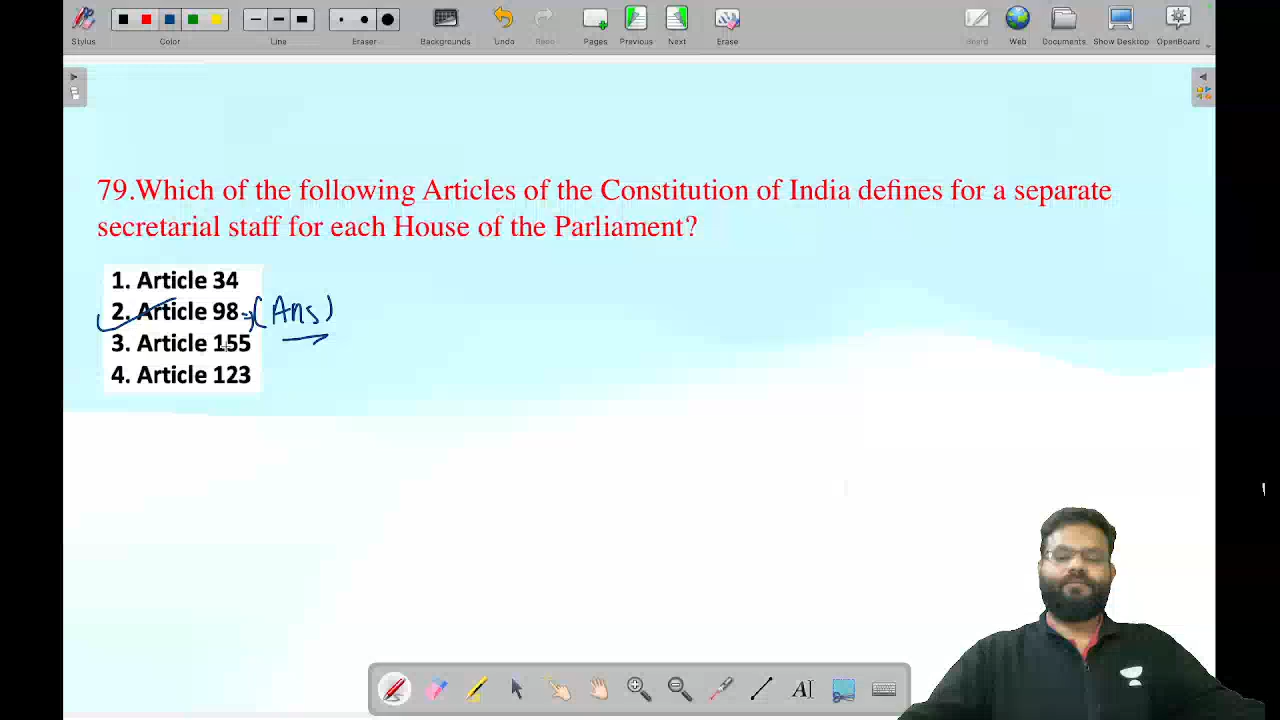 Stylus
Color
Line
Eraser
Backgrounds
Undo
Redo
Pages
Previous
Next
Erase
Board
Web
Documents
Show Desktop
OpenBoard
79.Which of the following Articles of the Constitution of India defines for a separate
secretarial staff for each House of the Parliament?
1. Article 34
2. Article 98 (Ans)
3. Article 155
4. Article 123